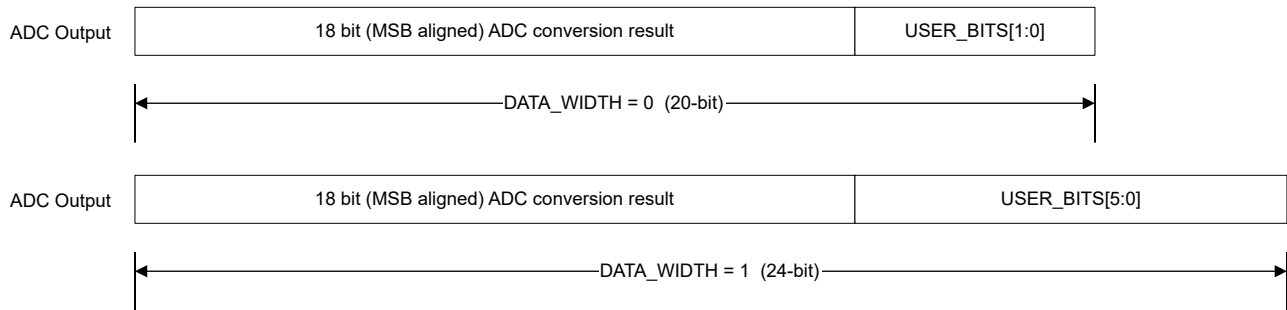 ADC Output 18 bit (MSB aligned) ADC conversion result USER_BITS[1:0]
DATA_WIDTH = 0 (20-bit)
ADC Output 18 bit (MSB aligned) ADC conversion result USER_BITS[5:0]
DATA_WIDTH = 1 (24-bit)